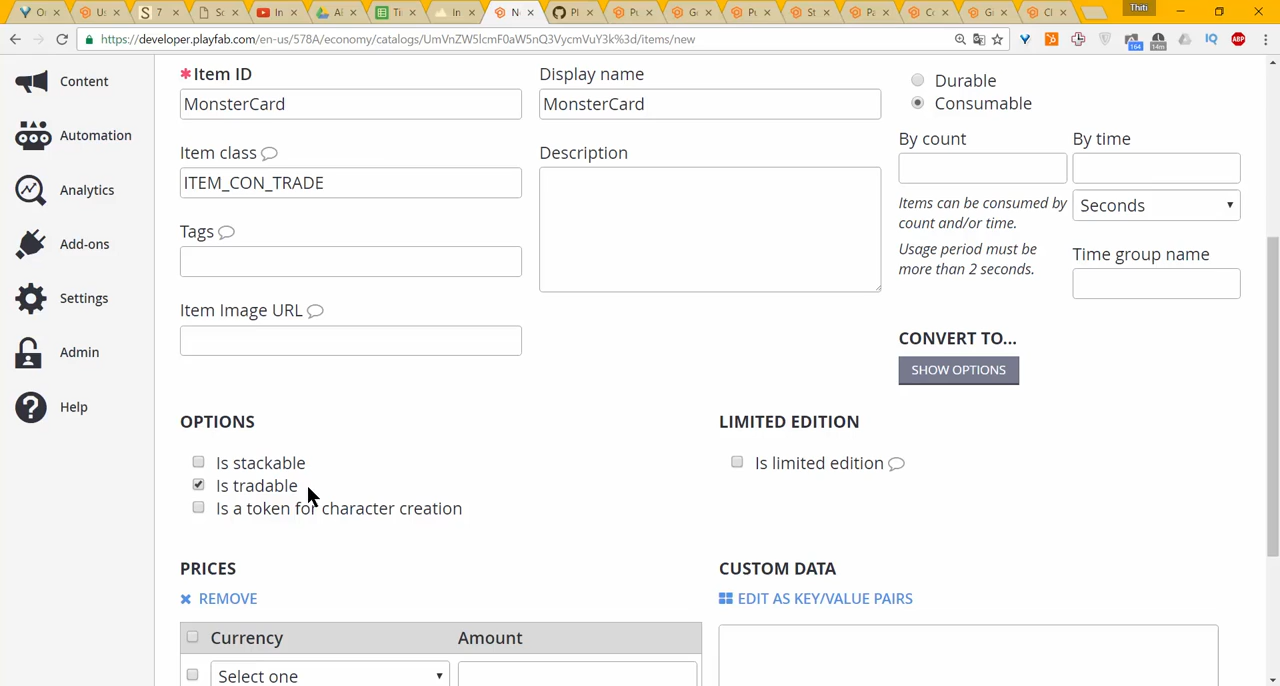 Thiti
https://developer.playfab.com/en-us/578A/economy/catalogs/UmVnZW5lcmF0aW5nQ3VycmVuY3k%3d/items/new
Content
Automation
Analytics
Add-ons
Settings
Admin
Help
*Item ID
MonsterCard
Display name
MonsterCard
Durable
Consumable
Item class
ITEM_CON_TRADE
Description
By count
By time
Items can be consumed by
count and/or time.
Seconds
Usage period must be
more than 2 seconds.
Time group name
Tags
Item Image URL
CONVERT TO...
SHOW OPTIONS
OPTIONS
Is stackable
Is tradable
Is a token for character creation
LIMITED EDITION
Is limited edition
PRICES
REMOVE
Currency
Amount
Select one
CUSTOM DATA
EDIT AS KEY/VALUE PAIRS